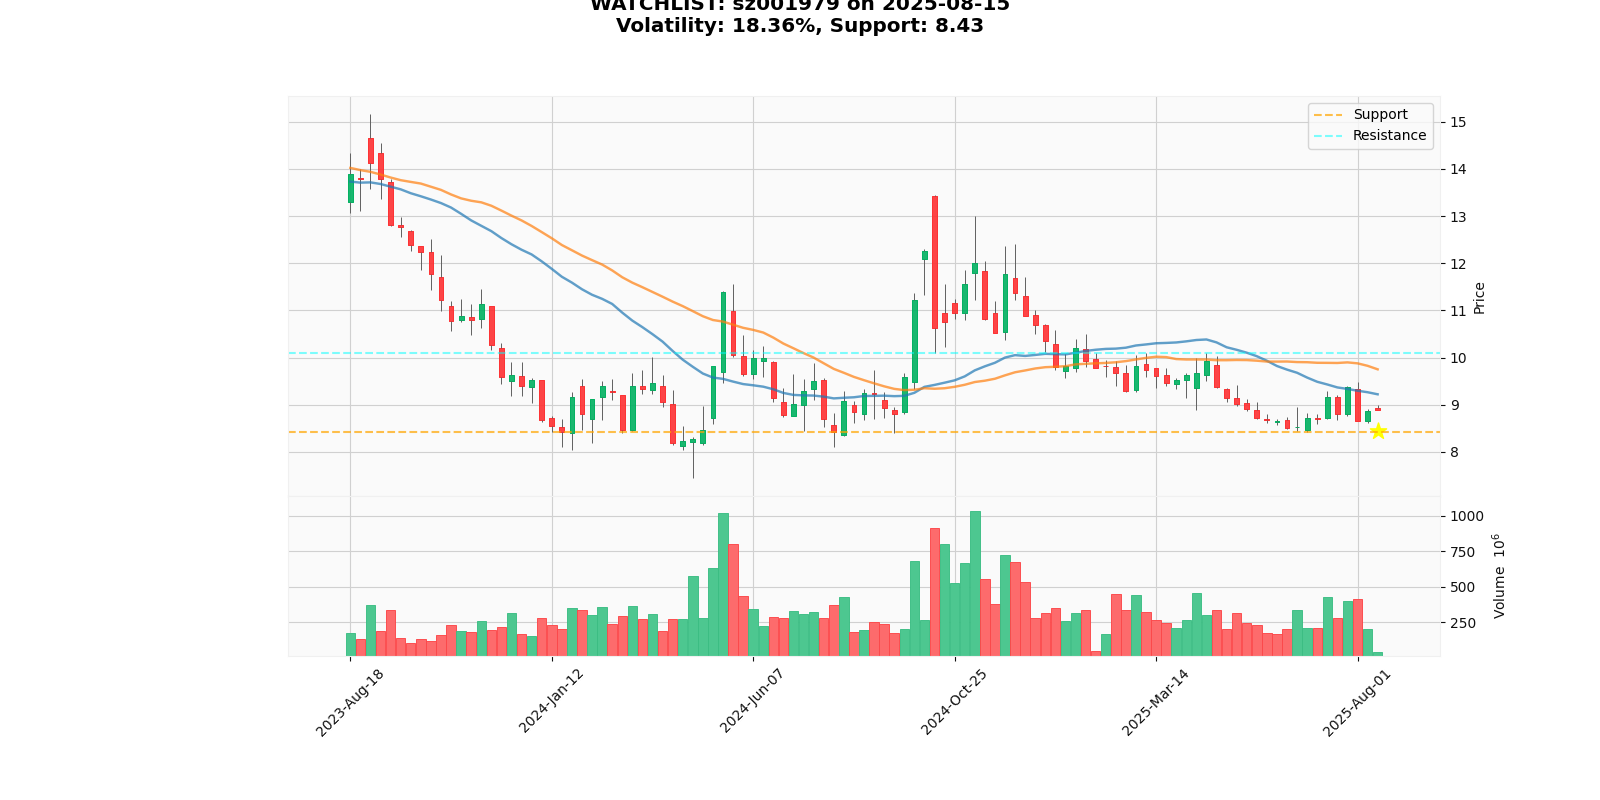 WATCHLIST: sz001979 on 2025-08-15
Volatility: 18.36%, Support: 8.43
Support
Resistance
15
14
13
12
11
10
9
8
Price
1000
750
500
250
Volume 10⁶
2023-Aug-18
2024-Jan-12
2024-Jun-07
2024-Oct-25
2025-Mar-14
2025-Aug-01